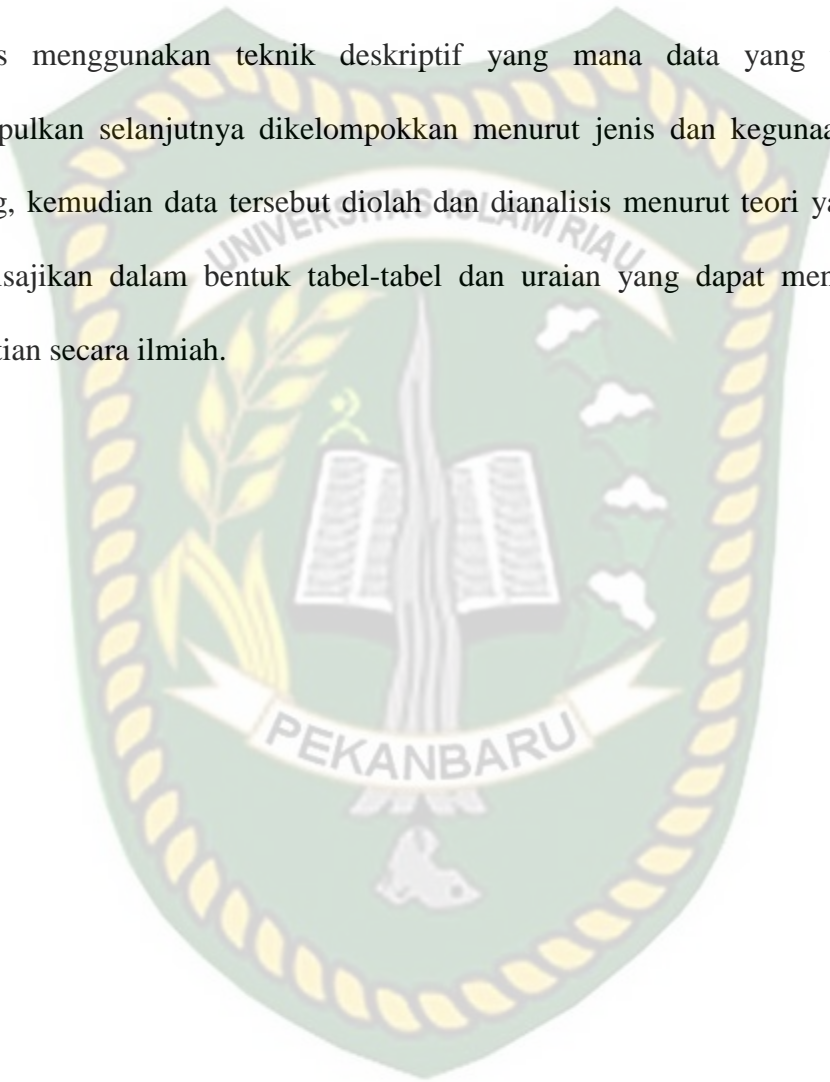 s menggunakan teknik deskriptif yang mana data yang
pulkan selanjutnya dikelompokkan menurut jenis dan kegunaa
g, kemudian data tersebut diolah dan dianalisis menurut teori ya
sajikan dalam bentuk tabel-tabel dan uraian yang dapat men
tian secara ilmiah.
UNIVERSITAS ISLAM RIAU
PEKANBARU